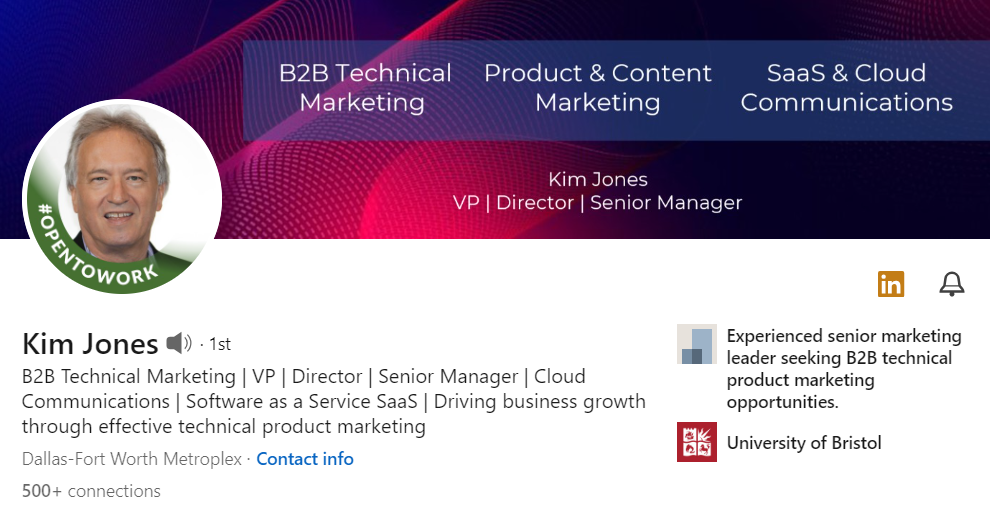 B2B Technical Marketing
Product & Content Marketing
SaaS & Cloud Communications
Kim Jones
VP | Director | Senior Manager
#OPENTOWORK
in
Kim Jones · 1st
B2B Technical Marketing | VP | Director | Senior Manager | Cloud
Communications | Software as a Service SaaS | Driving business growth
through effective technical product marketing
Dallas-Fort Worth Metroplex · Contact info
500+ connections
Experienced senior marketing
leader seeking B2B technical
product marketing
opportunities.
University of Bristol